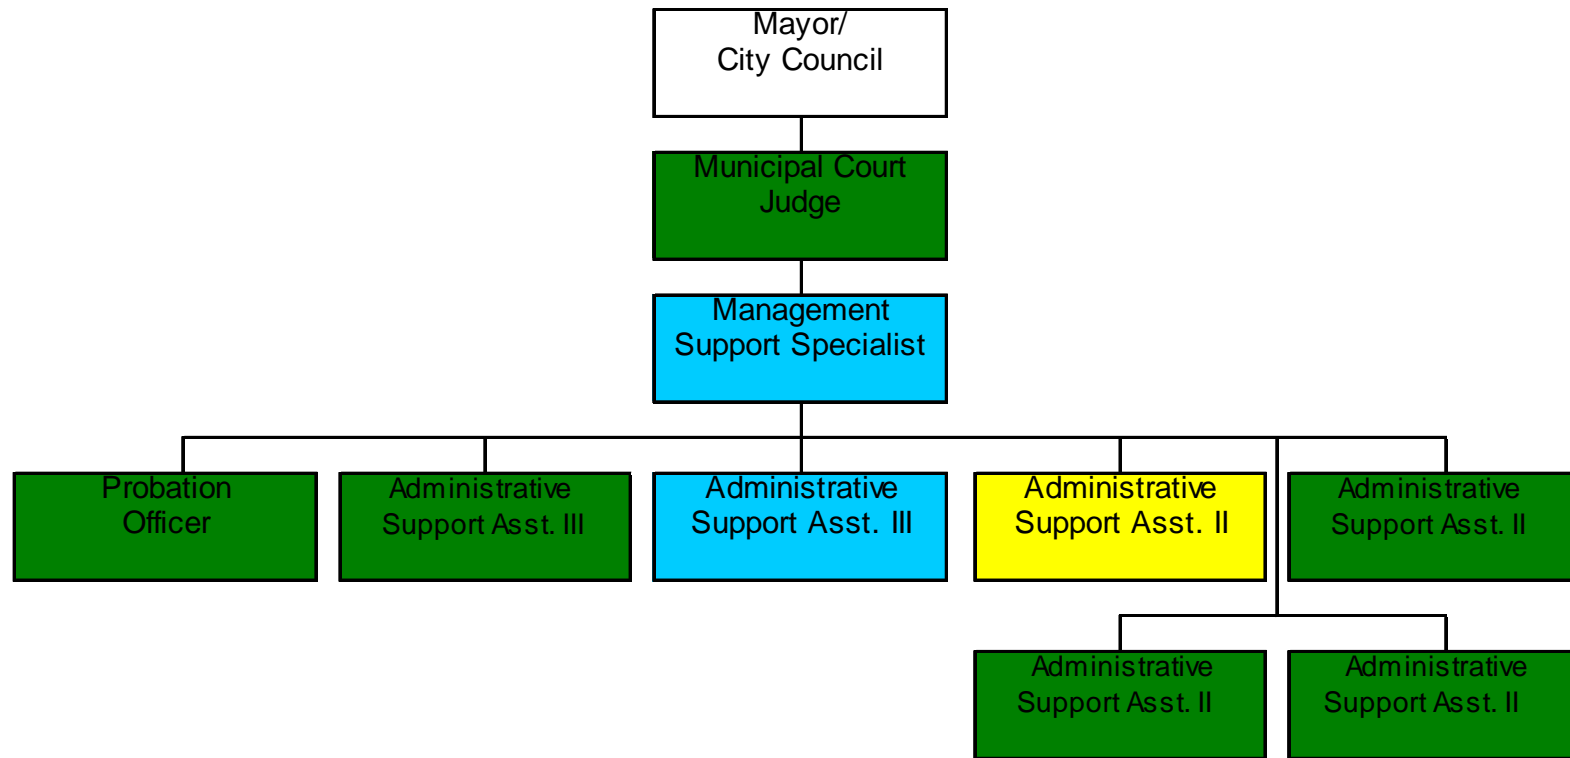 Mayor/
City Council
Municipal Court
Judge
Management
Support Specialist
Probation
Officer
Administrative
Support Asst. III
Administrative
Support Asst. III
Administrative
Support Asst. II
Administrative
Support Asst. II
Administrative
Support Asst. II
Administrative
Support Asst. II